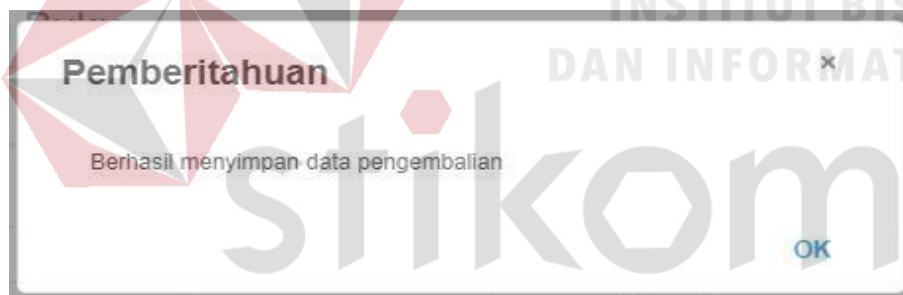 INSTITUT BIS
Pemberitahuan
×
DAN INFORMAT
Berhasil menyimpan data pengembalian
stikom
OK